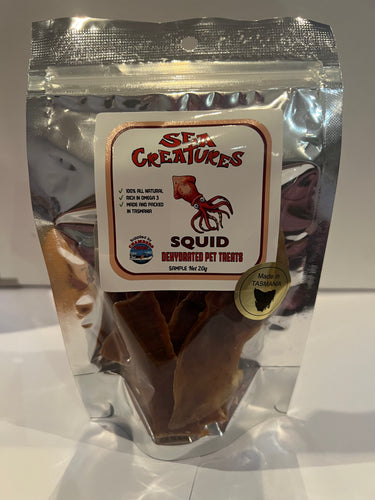 SEA
CREATURES
✓ 100% ALL NATURAL
✓ RICH IN OMEGA 3
✓ MADE AND PACKED
IN TASMANIA
SQUID
DEHYDRATED PET TREATS
SAMPLE Net 20g
Made in
TASMANIA